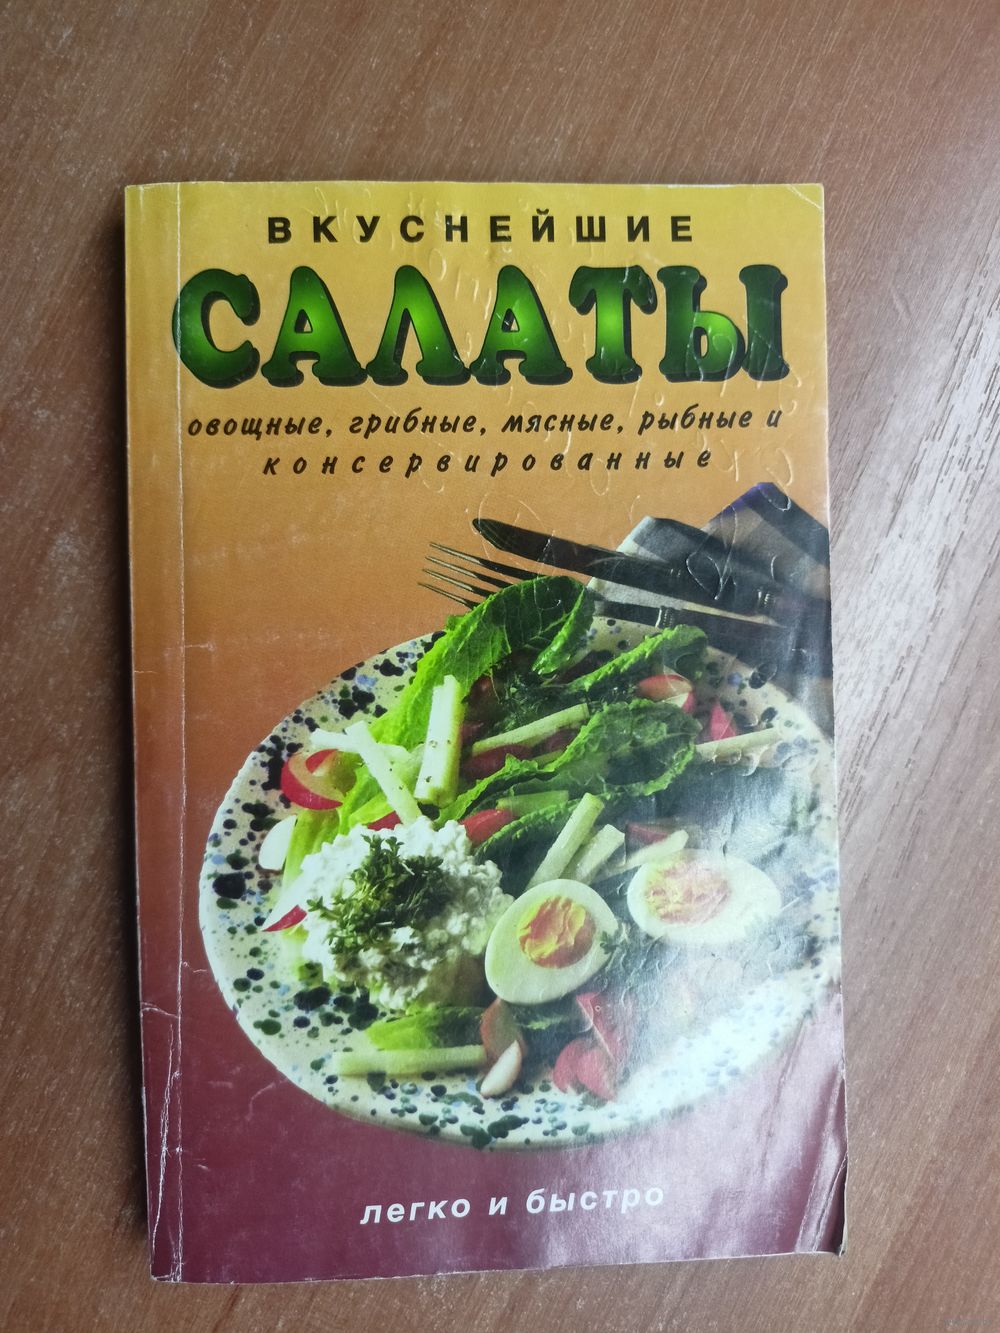 ВКУСНЕЙШИЕ
САЛАТЫ
овощные, грибные, мясные, рыбные и
консервированные
легко и быстро